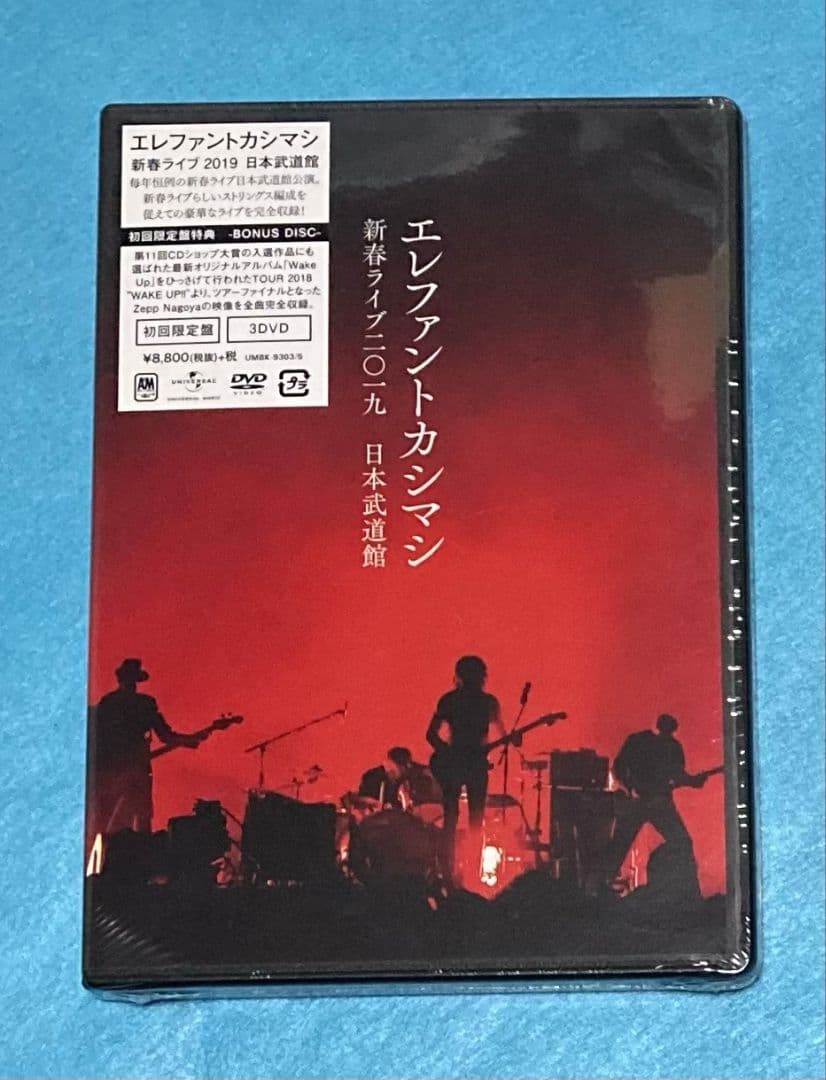 エレファントカシマシ
新春ライブ 2019 日本武道館
毎年恒例の新春ライブ日本武道館公演。
新春ライブらしいストリングス編成を
従えての豪華なライブを完全収録!
初回限定盤特典 -BONUS DISC-
第11回CDショップ大賞の入選作品にも
選ばれた最新オリジナルアルバム「Wake
Up」をひっさげて行われたTOUR 2018
"WAKE UP!!"より、ツアーファイナルとなった
Zepp Nagoyaの映像を全曲完全収録。
初回限定盤
3DVD
¥8,800(税抜)+税 UMBK-9303/5
A&M
UNIVERSAL
UNIVERSAL MUSIC
DVD
VIDEO
プラ
エレファントカシマシ
新春ライブ二〇一九 日本武道館